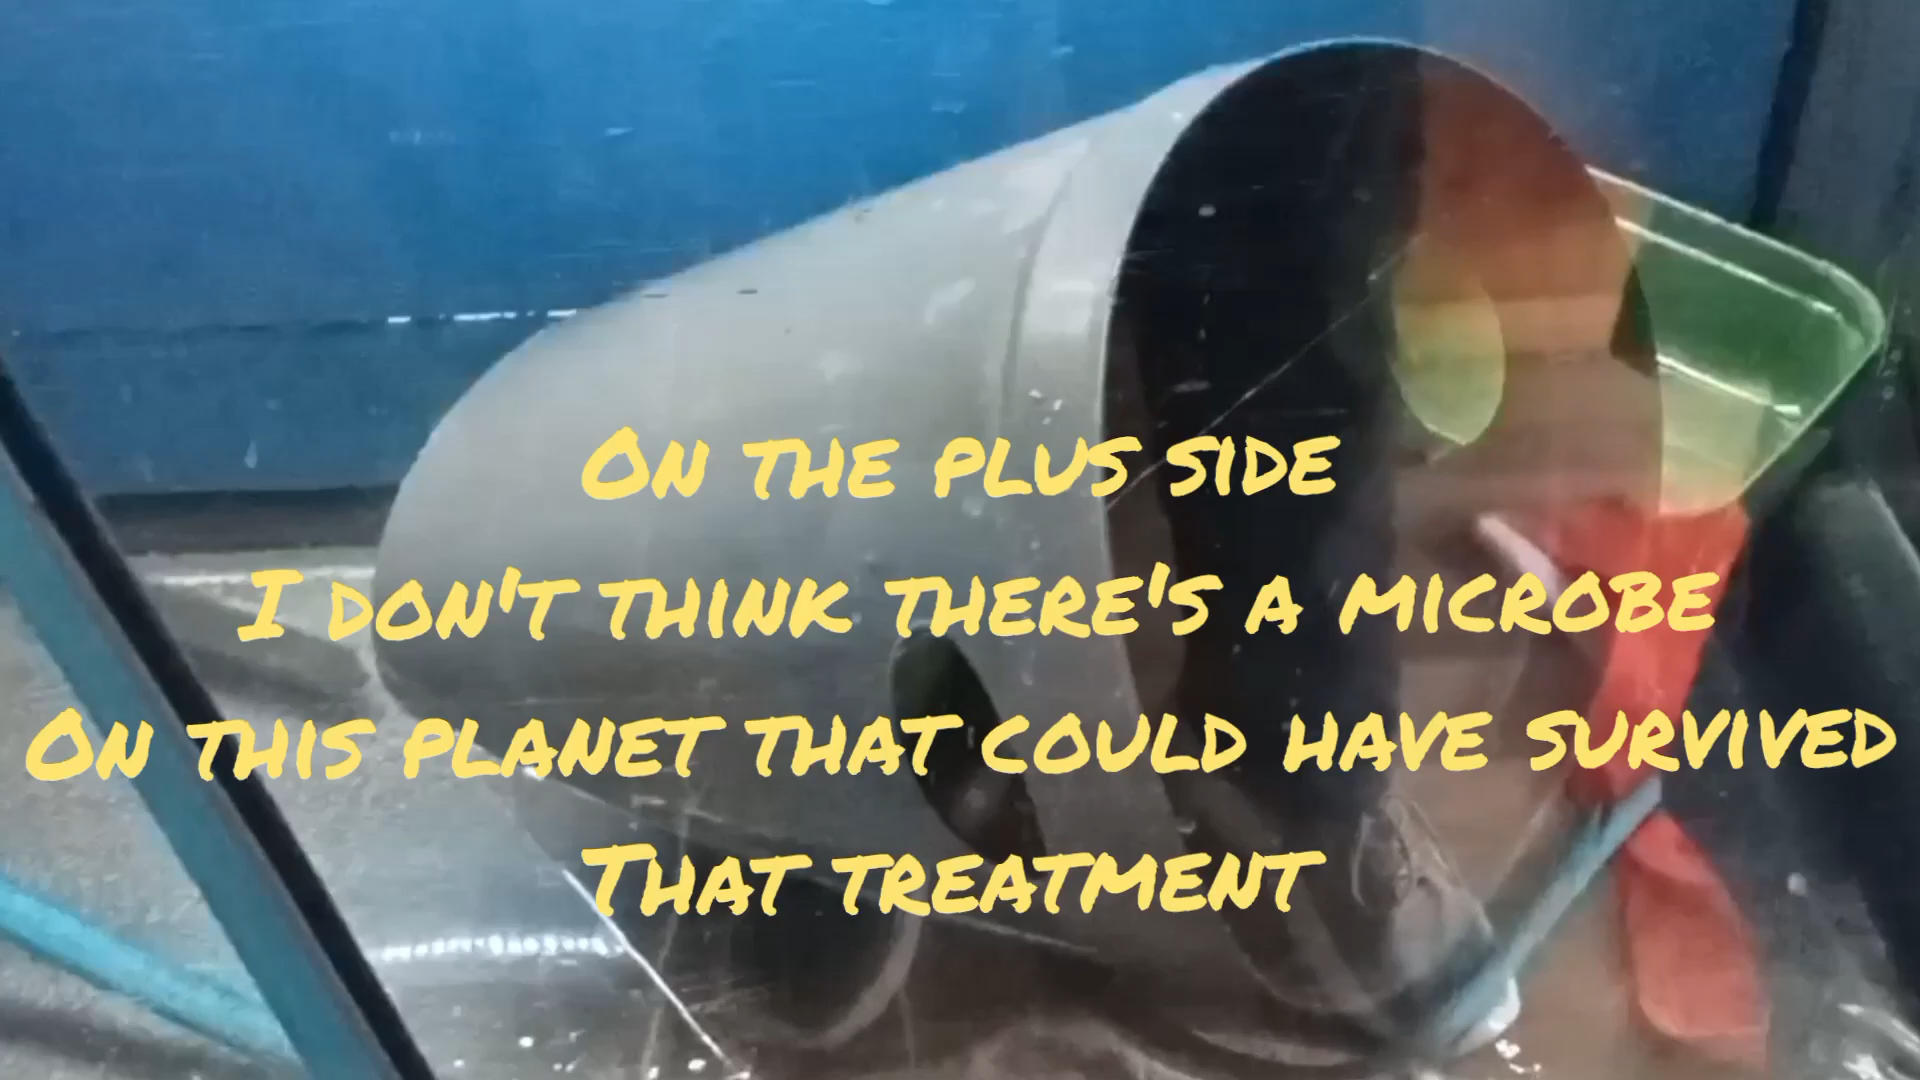 On the plus side
I don't think there's a microbe
On this planet that could have survived
That treatment